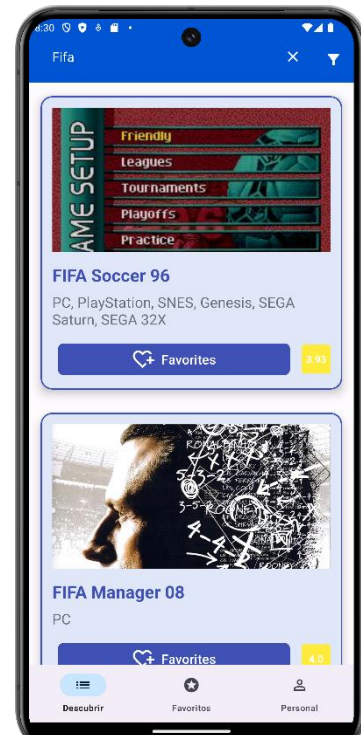 8:30
Fifa
GAME SETUP
Friendly
Leagues
Tournaments
Playoffs
Practice
FIFA Soccer 96
PC, PlayStation, SNES, Genesis, SEGA
Saturn, SEGA 32X
Favorites
3.93
FIFA Manager 08
PC
Favorites
4.0
Descubrir
Favoritos
Personal